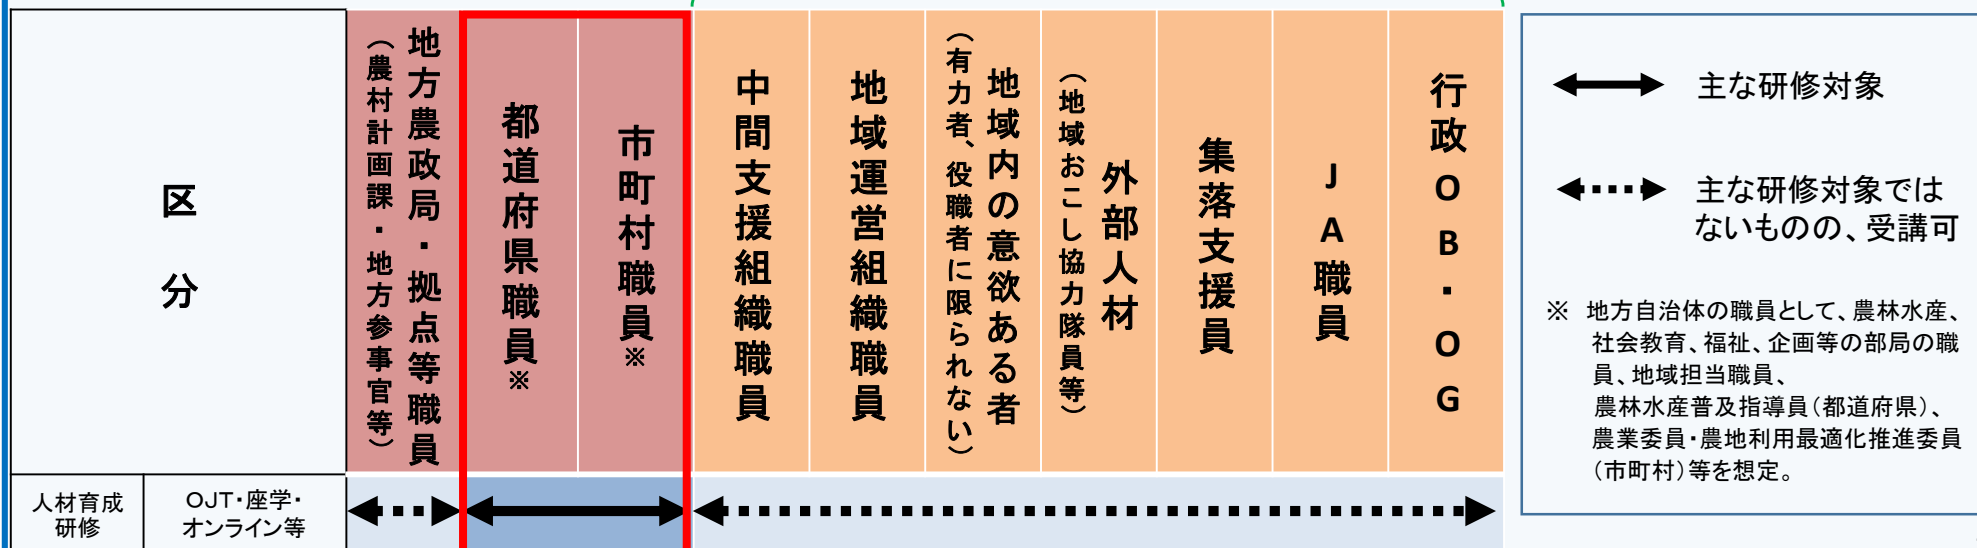 区
分
地方農政局・拠点等職員
（農村計画課・地方参事官等）
都道府県職員※
市町村職員※
中間支援組織職員
地域運営組織職員
地域内の意欲ある者
（有力者、役職者に限られない）
外部人材
（地域おこし協力隊員等）
集落支援員
JA職員
行政OB・OG
人材育成
研修
OJT・座学・
オンライン等
主な研修対象
主な研修対象では
ないものの、受講可
※ 地方自治体の職員として、農林水産、
社会教育、福祉、企画等の部局の職
員、地域担当職員、
農林水産普及指導員（都道府県）、
農業委員・農地利用最適化推進委員
（市町村）等を想定。